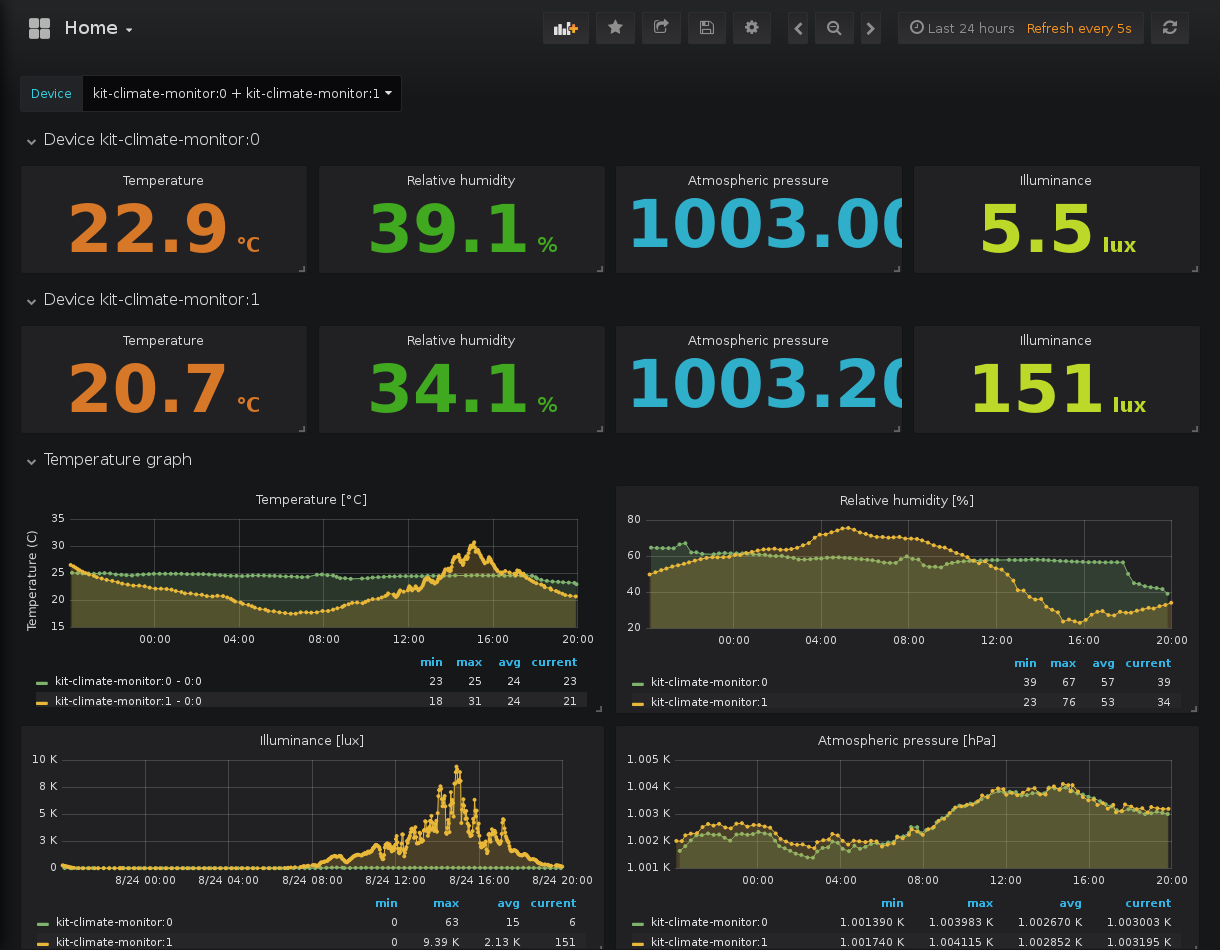 Home
Last 24 hours Refresh every 5s
Device kit-climate-monitor:0 + kit-climate-monitor:1
Device kit-climate-monitor:0
Temperature Relative humidity Atmospheric pressure Illuminance
22.9 °C 39.1 % 1003.00 5.5 lux
Device kit-climate-monitor:1
Temperature Relative humidity Atmospheric pressure Illuminance
20.7 °C 34.1 % 1003.20 151 lux
Temperature graph
Temperature [°C]
Temperature (C)
35
30
25
20
15
00:00 04:00 08:00 12:00 16:00 20:00
min max avg current
kit-climate-monitor:0 - 0:0 23 25 24 23
kit-climate-monitor:1 - 0:0 18 31 24 21
Relative humidity [%]
80
60
40
20
00:00 04:00 08:00 12:00 16:00 20:00
min max avg current
kit-climate-monitor:0 39 67 57 39
kit-climate-monitor:1 23 76 53 34
Illuminance [lux]
10 K
8 K
5 K
3 K
0
8/24 00:00 8/24 04:00 8/24 08:00 8/24 12:00 8/24 16:00 8/24 20:00
min max avg current
kit-climate-monitor:0 0 63 15 6
kit-climate-monitor:1 0 9.39 K 2.13 K 151
Atmospheric pressure [hPa]
1.005 K
1.004 K
1.003 K
1.002 K
1.001 K
00:00 04:00 08:00 12:00 16:00 20:00
min max avg current
kit-climate-monitor:0 1.001390 K 1.003983 K 1.002670 K 1.003003 K
kit-climate-monitor:1 1.001740 K 1.004115 K 1.002852 K 1.003195 K